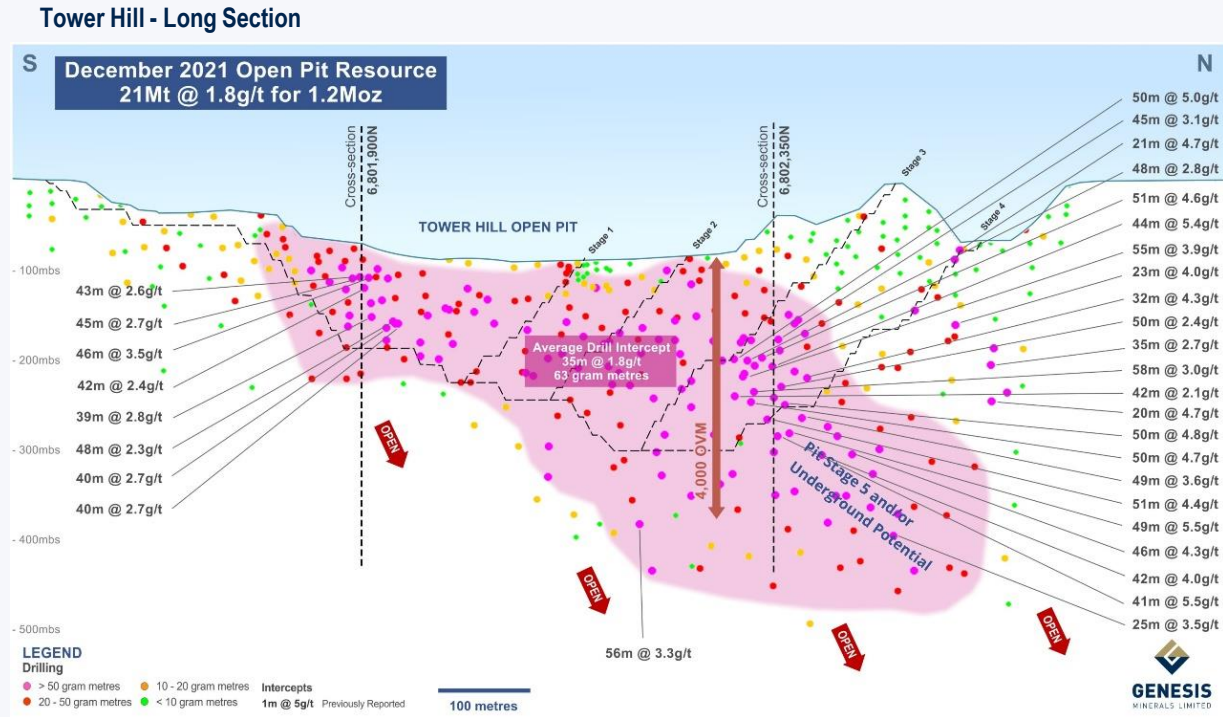 Tower Hill - Long Section
S
N
December 2021 Open Pit Resource
21Mt @ 1.8g/t for 1.2Moz
Cross-section
6,801,900N
Cross-section
6,802,350N
TOWER HILL OPEN PIT
Stage 1
Stage 2
Stage 3
Stage 4
- 100mbs
- 200mbs
- 300mbs
- 400mbs
- 500mbs
43m @ 2.6g/t
45m @ 2.7g/t
46m @ 3.5g/t
42m @ 2.4g/t
39m @ 2.8g/t
48m @ 2.3g/t
40m @ 2.7g/t
40m @ 2.7g/t
Average Drill Intercept
35m @ 1.8g/t
63 gram metres
4,000 OVM
Pit Stage 5 and/or
Underground Potential
OPEN
OPEN
OPEN
OPEN
56m @ 3.3g/t
50m @ 5.0g/t
45m @ 3.1g/t
21m @ 4.7g/t
48m @ 2.8g/t
51m @ 4.6g/t
44m @ 5.4g/t
55m @ 3.9g/t
23m @ 4.0g/t
32m @ 4.3g/t
50m @ 2.4g/t
35m @ 2.7g/t
58m @ 3.0g/t
42m @ 2.1g/t
20m @ 4.7g/t
50m @ 4.8g/t
50m @ 4.7g/t
49m @ 3.6g/t
51m @ 4.4g/t
49m @ 5.5g/t
46m @ 4.3g/t
42m @ 4.0g/t
41m @ 5.5g/t
25m @ 3.5g/t
LEGEND
Drilling
> 50 gram metres
10 - 20 gram metres
20 - 50 gram metres
< 10 gram metres
Intercepts
1m @ 5g/t Previously Reported
100 metres
GENESIS
MINERALS LIMITED